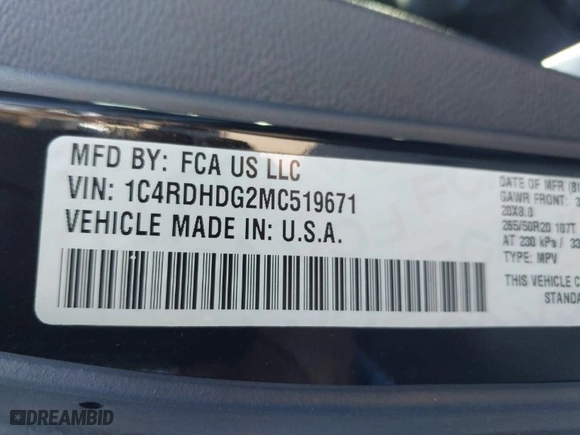 MFD BY: FCA US LLC
VIN: 1C4RDHDG2MC519671
VEHICLE MADE IN: U.S.A.
DATE OF MFR
GAWR FRONT:
20X8.0
265/50R20 107T
AT 230 kPa / 33
TYPE: MPV
THIS VEHICLE
DREAMBID